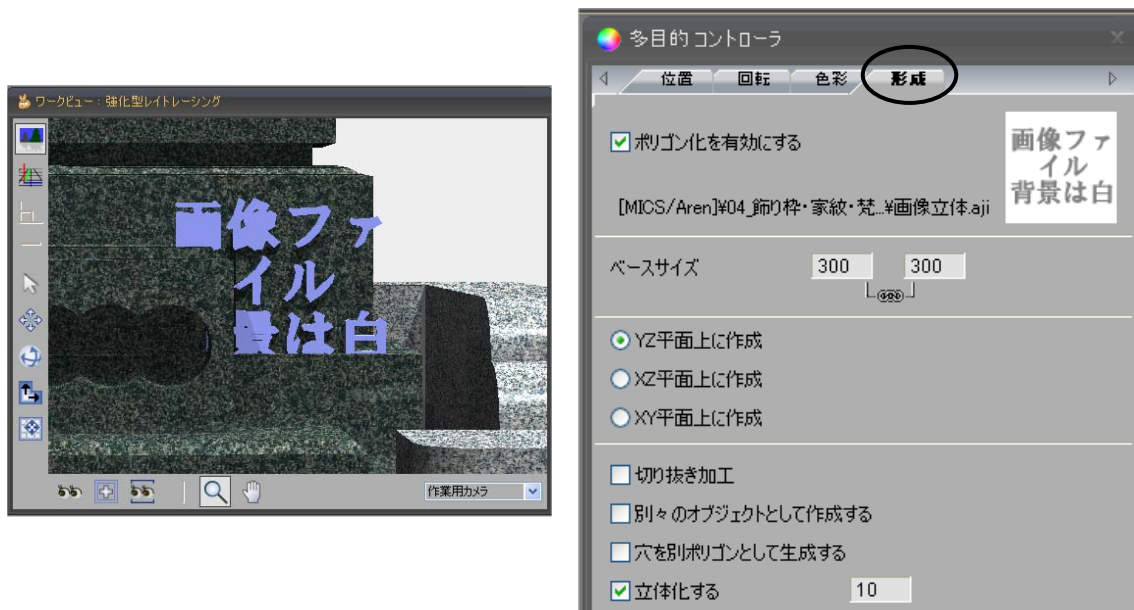 ワークビュー：強化型レイトレーシング
画像ファ
イル
景は白
作業用カメラ
多目的コントローラ
位置 回転 色彩 形成
ポリゴン化を有効にする
画像ファ
イル
背景は白
[MICS/Aren]¥04_飾り枠・家紋・梵...¥画像立体.aji
ベースサイズ 300 300
YZ平面上に作成
XZ平面上に作成
XY平面上に作成
切り抜き加工
別々のオブジェクトとして作成する
穴を別ポリゴンとして生成する
立体化する 10